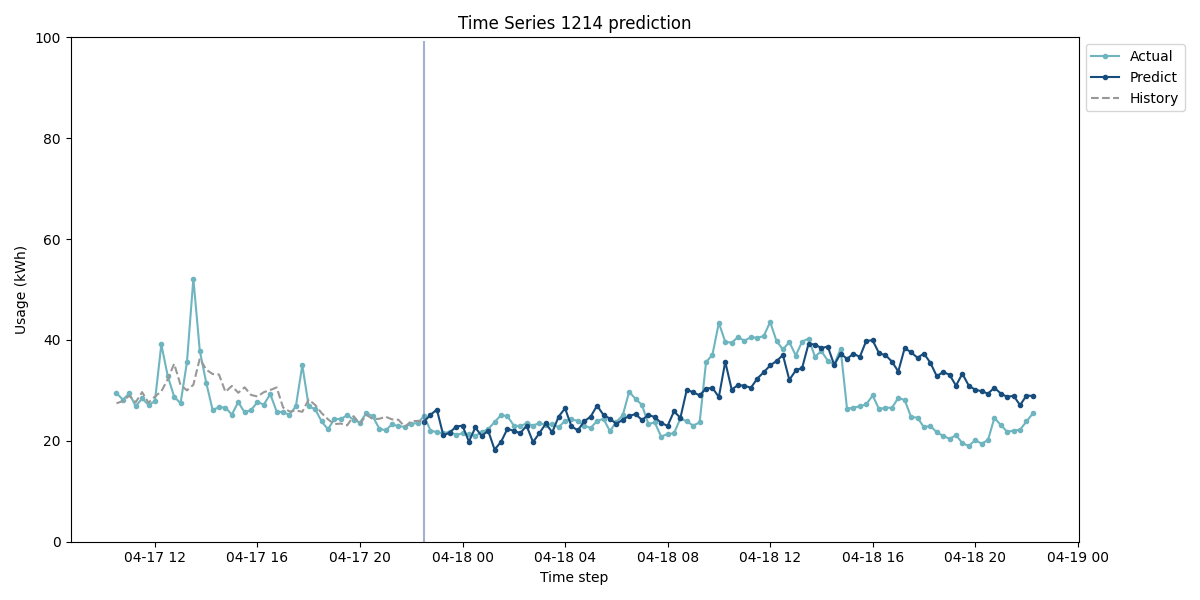 Time Series 1214 prediction
100
80
60
40
20
0
Usage (kWh)
04-17 12
04-17 16
04-17 20
04-18 00
04-18 04
04-18 08
04-18 12
04-18 16
04-18 20
04-19 00
Time step
Actual
Predict
History